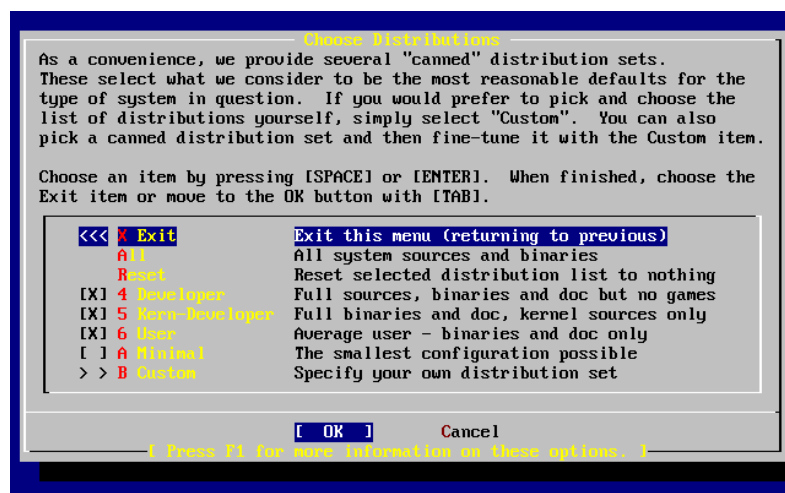 Choose Distributions
As a convenience, we provide several "canned" distribution sets.
These select what we consider to be the most reasonable defaults for the
type of system in question.  If you would prefer to pick and choose the
list of distributions yourself, simply select "Custom".  You can also
pick a canned distribution set and then fine-tune it with the Custom item.
Choose an item by pressing [SPACE] or [ENTER].  When finished, choose the
Exit item or move to the OK button with [TAB].
<<< X Exit Exit this menu (returning to previous)
All All system sources and binaries
Reset Reset selected distribution list to nothing
[X] 4 Developer Full sources, binaries and doc but no games
[X] 5 Kern-Developer Full binaries and doc, kernel sources only
[X] 6 User Average user - binaries and doc only
[ ] A Minimal The smallest configuration possible
> > B Custom Specify your own distribution set
[ OK ] Cancel
[ Press F1 for more information on these options. ]